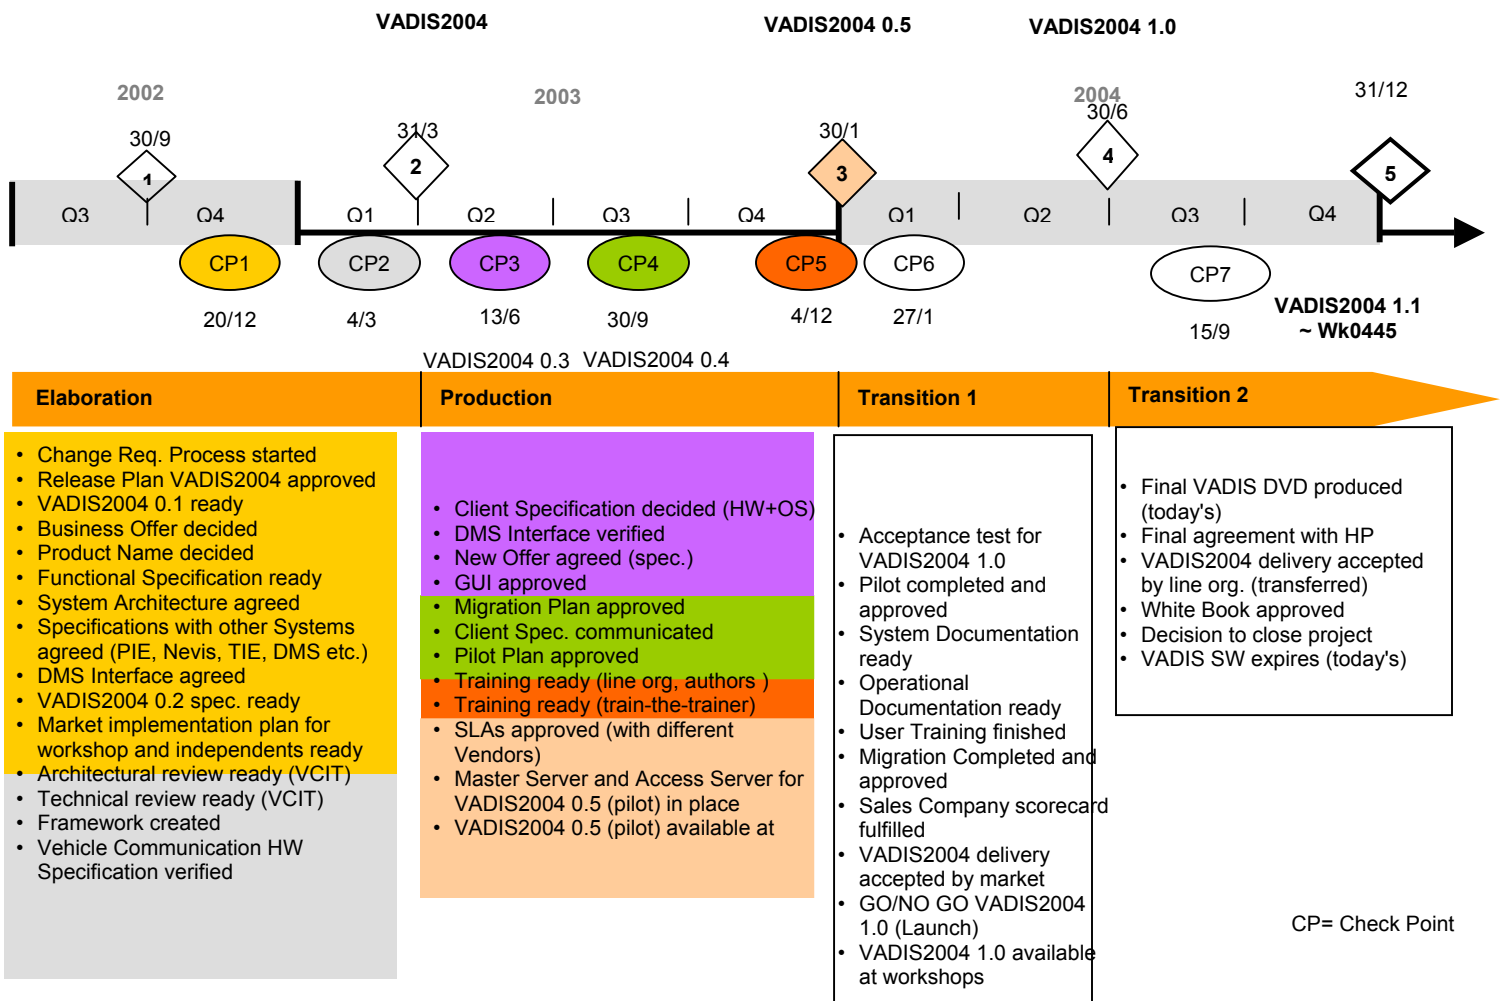 VADIS2004
VADIS2004 0.5
VADIS2004 1.0
2002
2003
2004
31/12
30/9
31/3
30/1
30/6
1
2
3
4
5
Q3
Q4
Q1
Q2
Q3
Q4
Q1
Q2
Q3
Q4
CP1
CP2
CP3
CP4
CP5
CP6
CP7
20/12
4/3
13/6
30/9
4/12
27/1
15/9
VADIS2004 1.1
~ Wk0445
VADIS2004 0.3
VADIS2004 0.4
Elaboration
Production
Transition 1
Transition 2
• Change Req. Process started
• Release Plan VADIS2004 approved
• VADIS2004 0.1 ready
• Business Offer decided
• Product Name decided
• Functional Specification ready
• System Architecture agreed
• Specifications with other Systems
agreed (PIE, Nevis, TIE, DMS etc.)
• DMS Interface agreed
• VADIS2004 0.2 spec. ready
• Market implementation plan for
workshop and independents ready
• Architectural review ready (VCIT)
• Technical review ready (VCIT)
• Framework created
• Vehicle Communication HW
Specification verified
• Client Specification decided (HW+OS)
• DMS Interface verified
• New Offer agreed (spec.)
• GUI approved
• Migration Plan approved
• Client Spec. communicated
• Pilot Plan approved
• Training ready (line org, authors )
• Training ready (train-the-trainer)
• SLAs approved (with different
Vendors)
• Master Server and Access Server for
VADIS2004 0.5 (pilot) in place
• VADIS2004 0.5 (pilot) available at
• Acceptance test for
VADIS2004 1.0
• Pilot completed and
approved
• System Documentation
ready
• Operational
Documentation ready
• User Training finished
• Migration Completed and
approved
• Sales Company scorecard
fulfilled
• VADIS2004 delivery
accepted by market
• GO/NO GO VADIS2004
1.0 (Launch)
• VADIS2004 1.0 available
at workshops
• Final VADIS DVD produced
(today's)
• Final agreement with HP
• VADIS2004 delivery accepted
by line org. (transferred)
• White Book approved
• Decision to close project
• VADIS SW expires (today's)
CP= Check Point